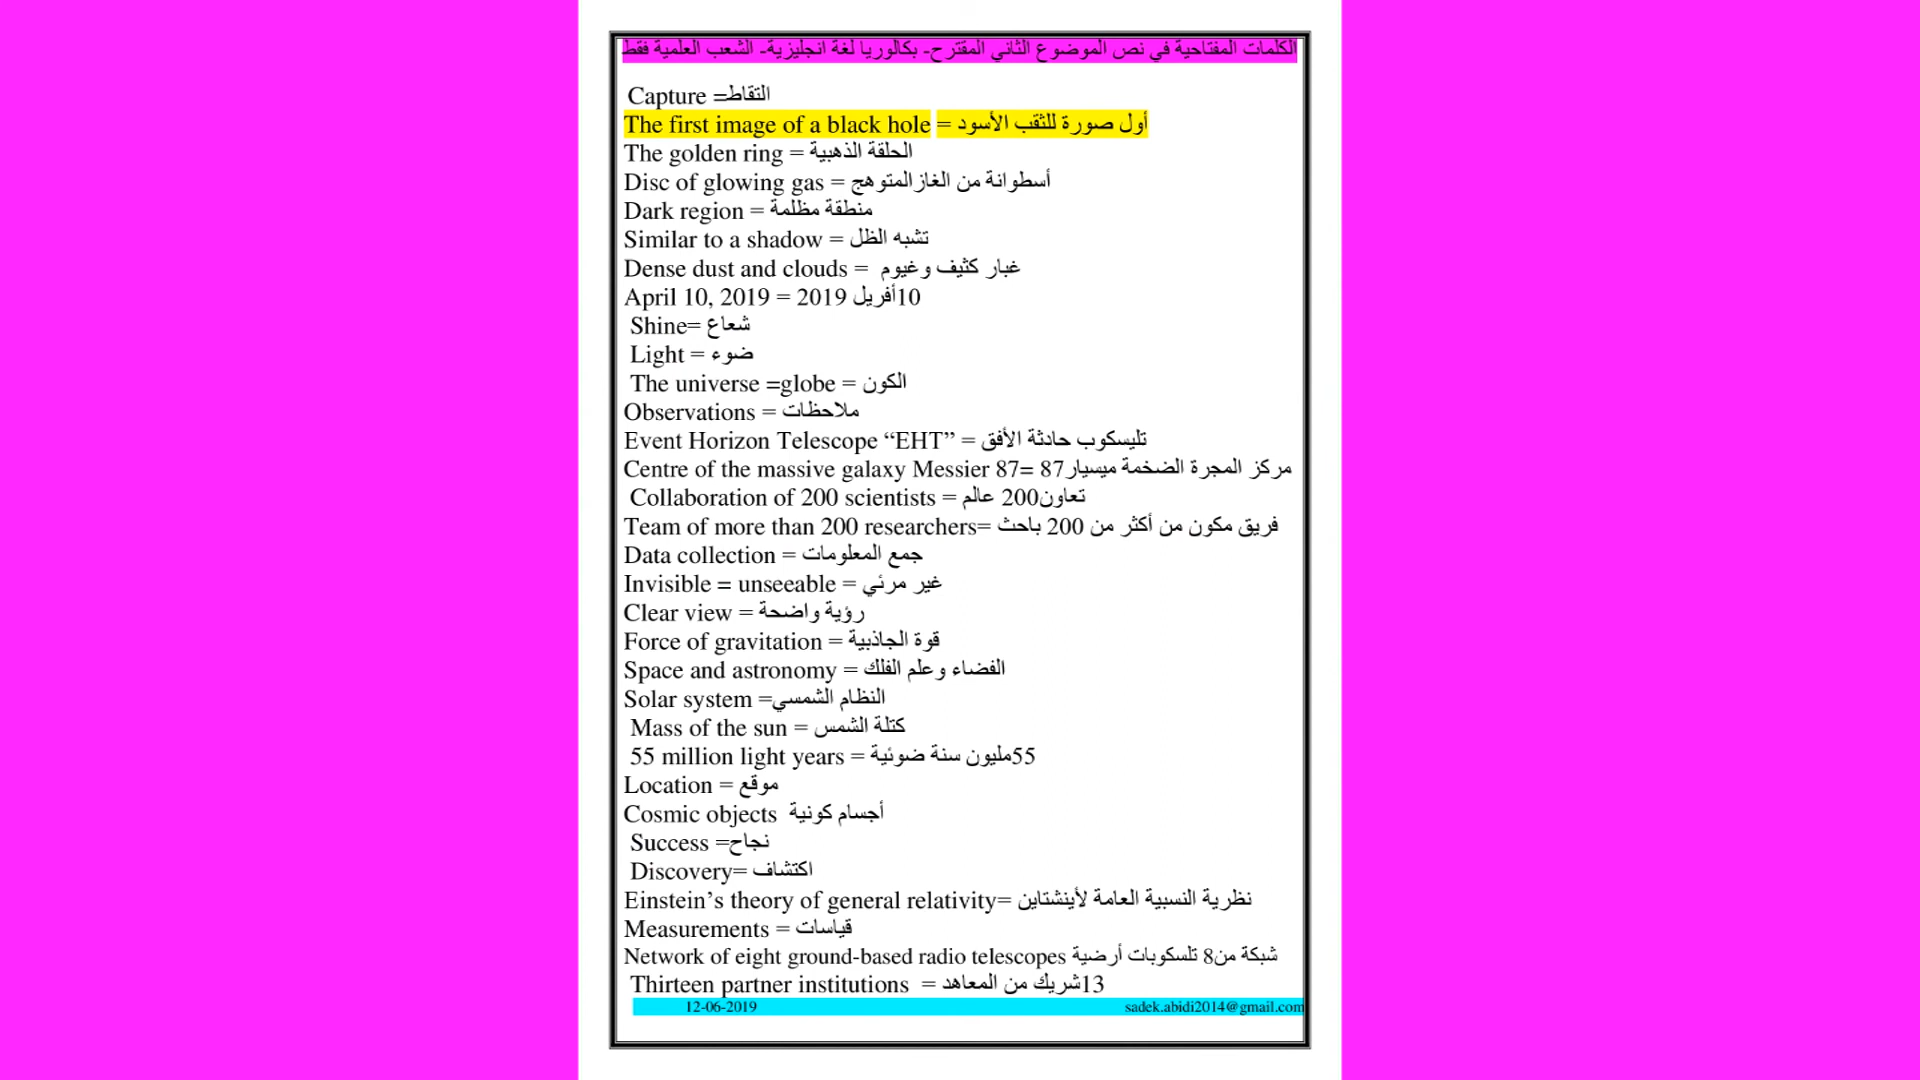 الكلمات المفتاحية في نص الموضوع الثاني المقترح- بكالوريا لغة انجليزية- الشعب العلمية فقط
Capture =التقاط
The first image of a black hole = أول صورة للثقب الأسود
The golden ring = الحلقة الذهبية
Disc of glowing gas = أسطوانة من الغازالمتوهج
Dark region = منطقة مظلمة
Similar to a shadow = تشبه الظل
Dense dust and clouds = غبار كثيف وغيوم
April 10, 2019 = 10أفريل 2019
Shine= شعاع
Light = ضوء
The universe =globe = الكون
Observations = ملاحظات
Event Horizon Telescope “EHT” = تليسكوب حادثة الأفق
Centre of the massive galaxy Messier 87= مركز المجرة الضخمة ميسيار87
Collaboration of 200 scientists = تعاون200 عالم
Team of more than 200 researchers= فريق مكون من أكثر من 200 باحث
Data collection = جمع المعلومات
Invisible = unseeable = غير مرئي
Clear view = رؤية واضحة
Force of gravitation = قوة الجاذبية
Space and astronomy = الفضاء وعلم الفلك
Solar system =النظام الشمسي
Mass of the sun = كتلة الشمس
55 million light years = 55مليون سنة ضوئية
Location = موقع
Cosmic objects أجسام كونية
Success =نجاح
Discovery= اكتشاف
Einstein’s theory of general relativity= نظرية النسبية العامة لأينشتاين
Measurements = قياسات
Network of eight ground-based radio telescopes شبكة من8 تلسكوبات أرضية
Thirteen partner institutions = 13شريك من المعاهد
12-06-2019 sadek.abidi2014@gmail.com